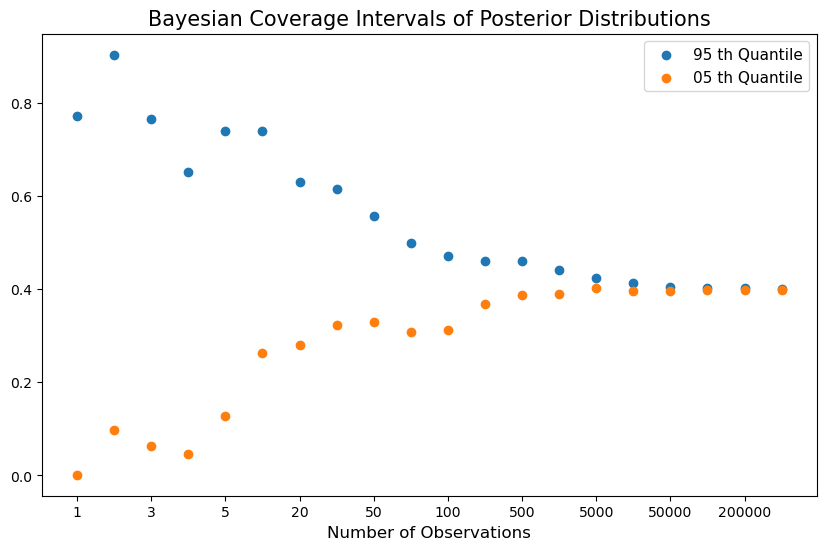 Bayesian Coverage Intervals of Posterior Distributions
95 th Quantile
05 th Quantile
0.8
0.6
0.4
0.2
0.0
1 3 5 20 50 100 500 5000 50000 200000
Number of Observations